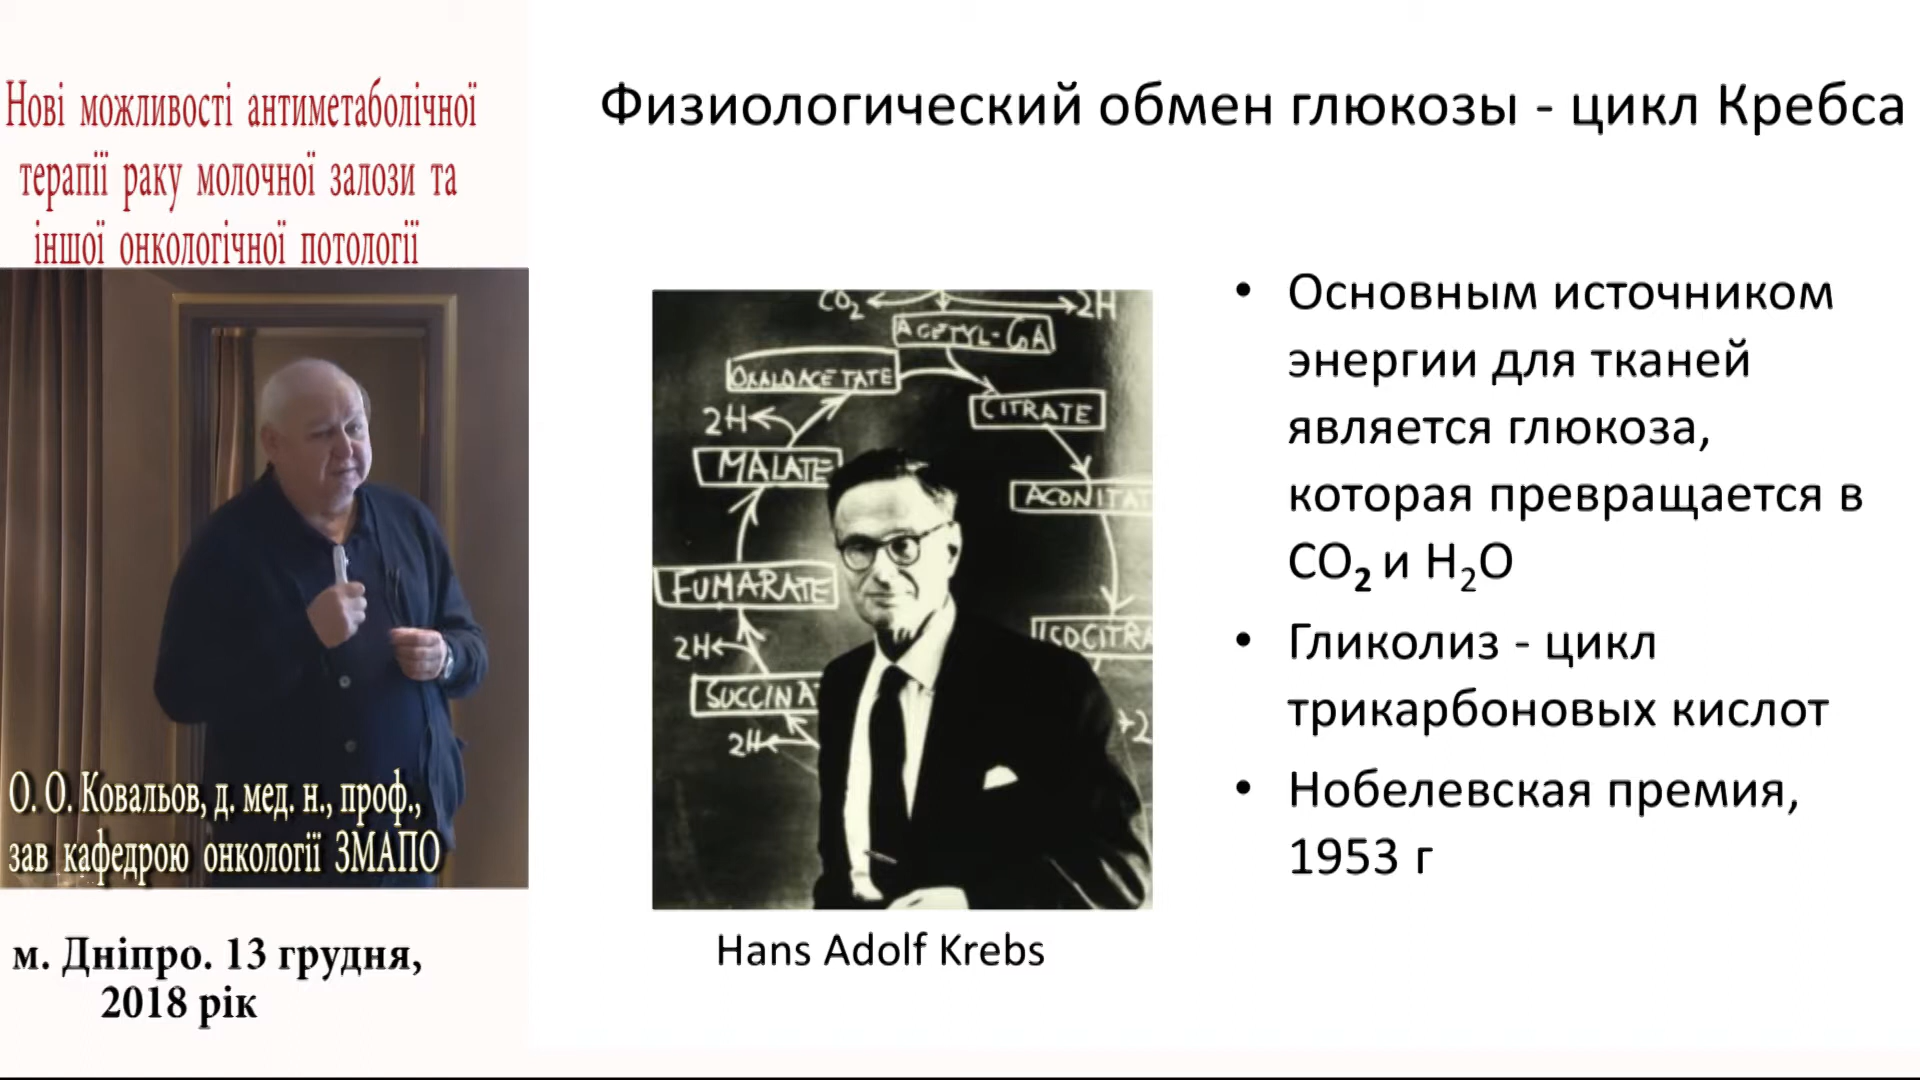 Нові можливості антиметаболічної
терапії раку молочної залози та
іншої онкологічної потології
О. О. Ковальов, д. мед. н., проф.,
зав кафедрою онкології ЗМАПО
м. Дніпро. 13 грудня,
2018 рік
Физиологический обмен глюкозы - цикл Кребса
CO₂
2H
ACETYL-CoA
OXALOACETATE
2H
CITRATE
MALATE
ACONITAT
FUMARATE
ISOCITRA
2H
SUCCINA
2H
Hans Adolf Krebs
• Основным источником
энергии для тканей
является глюкоза,
которая превращается в
CO₂ и H₂O
• Гликолиз - цикл
трикарбоновых кислот
• Нобелевская премия,
1953 г